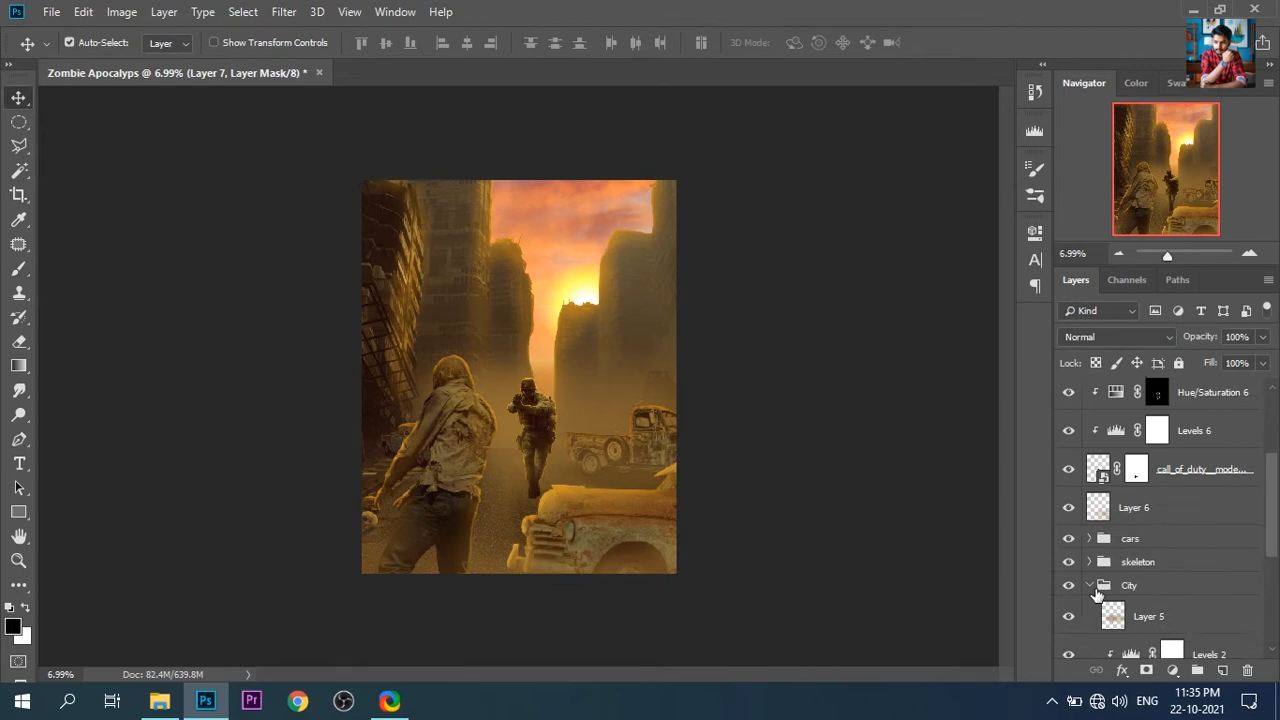 Ps File Edit Image Layer Type Select Filter 3D View Window Help
Auto-Select: Layer Show Transform Controls 3D Mode:
Zombie Apocalyps @ 6.99% (Layer 7, Layer Mask/8) *
Navigator Color Swa
6.99%
Layers Channels Paths
Kind
Normal Opacity: 100%
Lock: Fill: 100%
Hue/Saturation 6
Levels 6
call_of_duty__mode...
Layer 6
cars
skeleton
City
Layer 5
Levels 2
6.99% Doc: 82.4M/639.8M
Ps Pr ENG 11:35 PM
22-10-2021